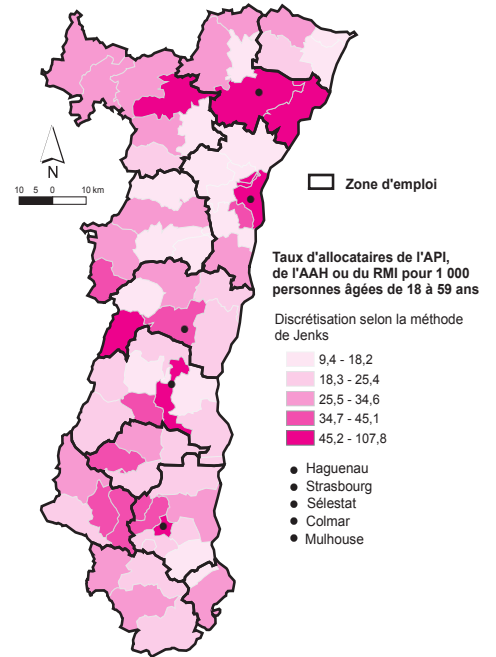 N
10 5 0 10 km
Zone d'emploi
Taux d'allocataires de l'API,
de l'AAH ou du RMI pour 1 000
personnes âgées de 18 à 59 ans
Discrétisation selon la méthode
de Jenks
9,4 - 18,2
18,3 - 25,4
25,5 - 34,6
34,7 - 45,1
45,2 - 107,8
Haguenau
Strasbourg
Sélestat
Colmar
Mulhouse